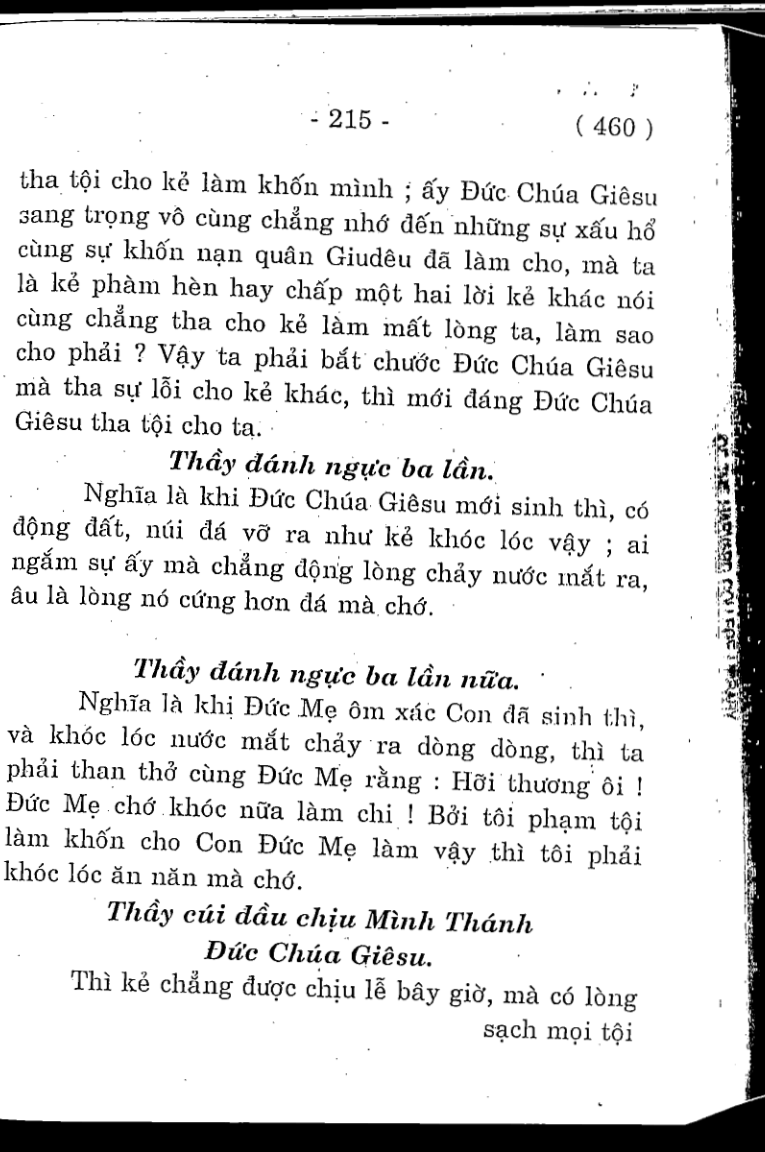 - 215 -
( 460 )
tha tội cho kẻ làm khốn mình ; ấy Đức Chúa Giêsu
sang trọng vô cùng chẳng nhớ đến những sự xấu hổ
cùng sự khốn nạn quân Giudêu đã làm cho, mà ta
là kẻ phàm hèn hay chấp một hai lời kẻ khác nói
cùng chẳng tha cho kẻ làm mất lòng ta, làm sao
cho phải ? Vậy ta phải bắt chước Đức Chúa Giêsu
mà tha sự lỗi cho kẻ khác, thì mới đáng Đức Chúa
Giêsu tha tội cho ta.
Thầy đánh ngực ba lần.
Nghĩa là khi Đức Chúa Giêsu mới sinh thì, có
động đất, núi đá vỡ ra như kẻ khóc lóc vậy ; ai
ngắm sự ấy mà chẳng động lòng chảy nước mắt ra,
âu là lòng nó cứng hơn đá mà chớ.
Thầy đánh ngực ba lần nữa.
Nghĩa là khi Đức Mẹ ôm xác Con đã sinh thì,
và khóc lóc nước mắt chảy ra dòng dòng, thì ta
phải than thở cùng Đức Mẹ rằng : Hỡi thương ôi !
Đức Mẹ chớ khóc nữa làm chi ! Bởi tôi phạm tội
làm khốn cho Con Đức Mẹ làm vậy thì tôi phải
khóc lóc ăn năn mà chớ.
Thầy cúi đầu chịu Mình Thánh
Đức Chúa Giêsu.
Thì kẻ chẳng được chịu lễ bây giờ, mà có lòng
sạch mọi tội